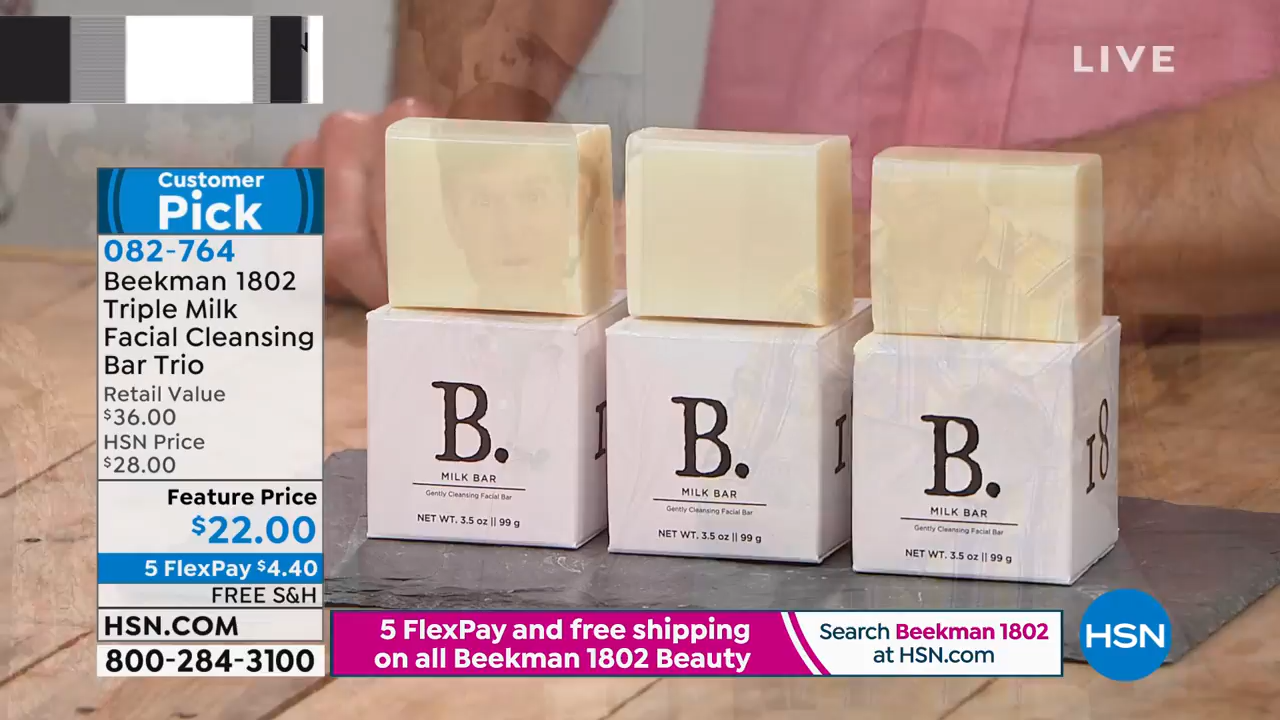 LIVE
Customer
Pick
082-764
Beekman 1802
Triple Milk
Facial Cleansing
Bar Trio
Retail Value
$36.00
HSN Price
$28.00
Feature Price
$22.00
5 FlexPay $4.40
FREE S&H
HSN.COM
800-284-3100
B.
MILK BAR
Gently Cleansing Facial Bar
NET WT. 3.5 oz || 99 g
1
B.
MILK BAR
Gently Cleansing Facial Bar
NET WT. 3.5 oz || 99 g
1
B.
MILK BAR
Gently Cleansing Facial Bar
NET WT. 3.5 oz || 99 g
18
5 FlexPay and free shipping
on all Beekman 1802 Beauty
Search Beekman 1802
at HSN.com
HSN